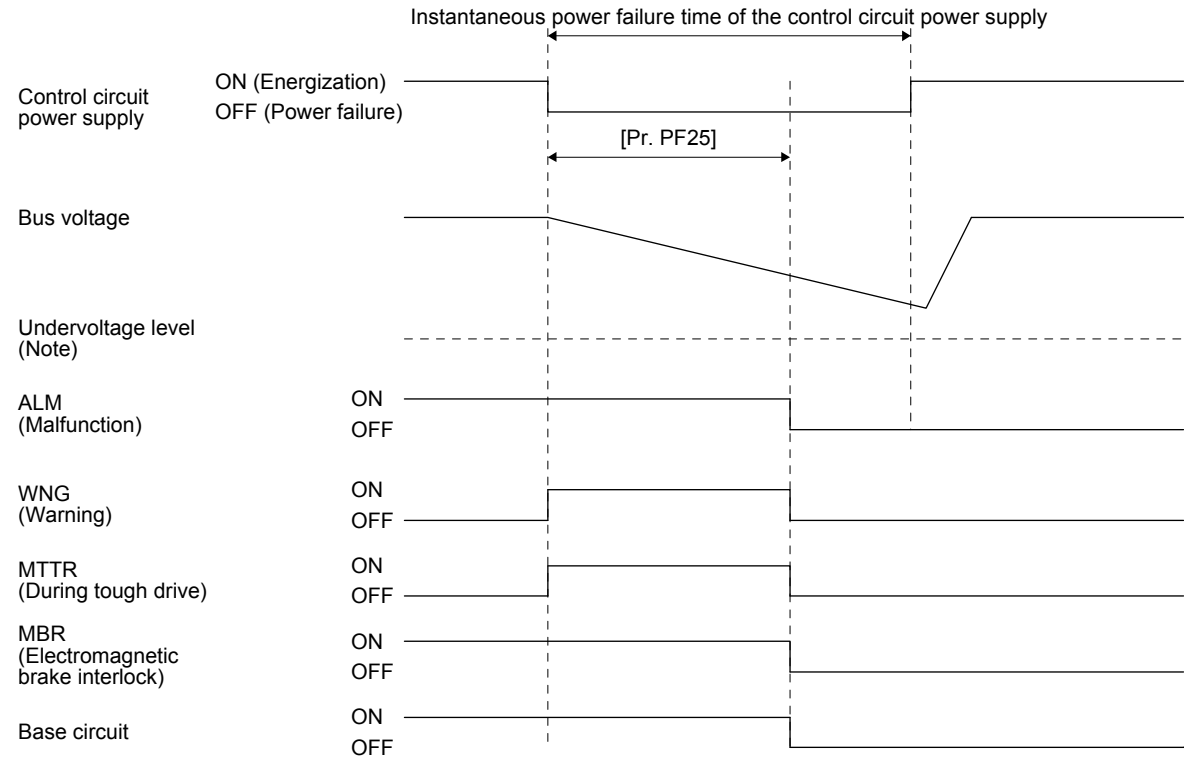 Instantaneous power failure time of the control circuit power supply
Control circuit
power supply
ON (Energization)
OFF (Power failure)
[Pr. PF25]
Bus voltage
Undervoltage level
(Note)
ALM
(Malfunction)
ON
OFF
WNG
(Warning)
ON
OFF
MTTR
(During tough drive)
ON
OFF
MBR
(Electromagnetic
brake interlock)
ON
OFF
Base circuit
ON
OFF